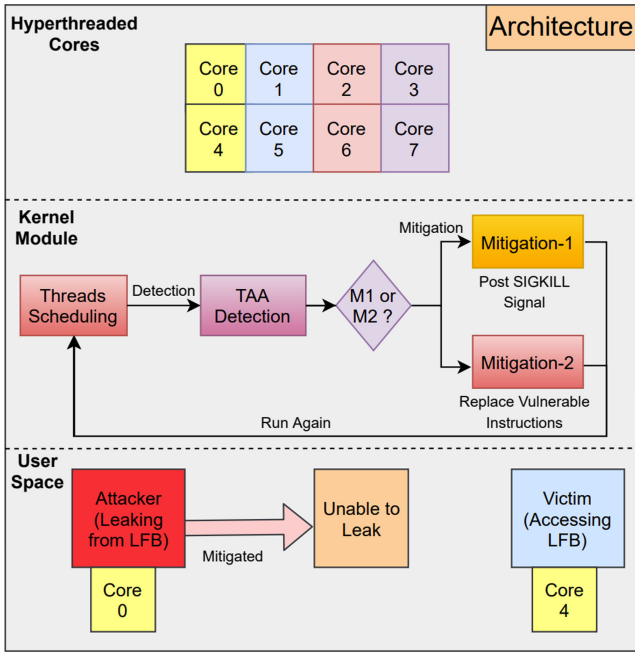 Hyperthreaded
Cores
Architecture
Core
0
Core
1
Core
2
Core
3
Core
4
Core
5
Core
6
Core
7
Kernel
Module
Threads
Scheduling
Detection
TAA
Detection
M1 or
M2 ?
Mitigation
Mitigation-1
Post SIGKILL
Signal
Mitigation-2
Replace Vulnerable
Instructions
Run Again
User
Space
Attacker
(Leaking
from LFB)
Mitigated
Unable to
Leak
Victim
(Accessing
LFB)
Core
0
Core
4